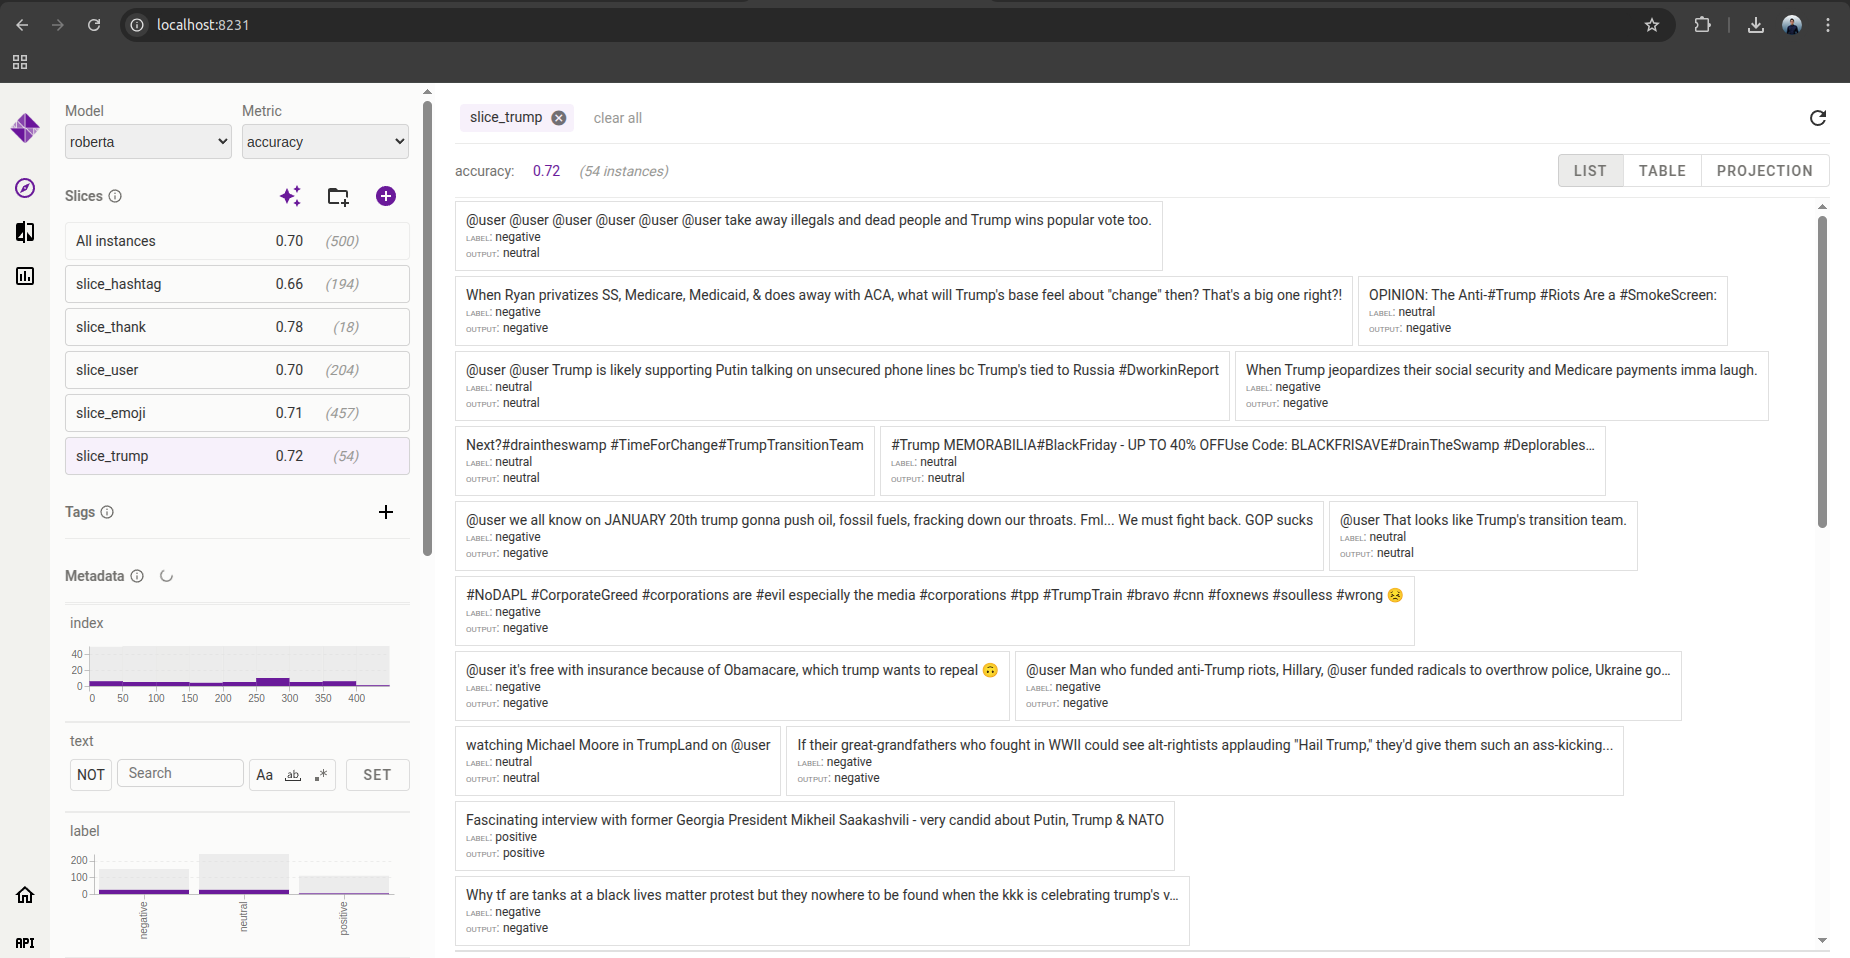 localhost:8231
Model Metric
roberta accuracy
Slices
All instances 0.70 (500)
slice_hashtag 0.66 (194)
slice_thank 0.78 (18)
slice_user 0.70 (204)
slice_emoji 0.71 (457)
slice_trump 0.72 (54)
Tags
Metadata
index
40
20
0
0 50 100 150 200 250 300 350 400
text
NOT Search Aa ab .* SET
label
200
100
0
negative neutral positive
API
slice_trump clear all
accuracy: 0.72 (54 instances)
LIST TABLE PROJECTION
@user @user @user @user @user @user take away illegals and dead people and Trump wins popular vote too.
LABEL: negative
OUTPUT: neutral
When Ryan privatizes SS, Medicare, Medicaid, & does away with ACA, what will Trump's base feel about "change" then? That's a big one right?!
LABEL: negative
OUTPUT: negative
OPINION: The Anti-#Trump #Riots Are a #SmokeScreen:
LABEL: neutral
OUTPUT: negative
@user @user Trump is likely supporting Putin talking on unsecured phone lines bc Trump's tied to Russia #DworkinReport
LABEL: neutral
OUTPUT: neutral
When Trump jeopardizes their social security and Medicare payments imma laugh.
LABEL: negative
OUTPUT: negative
Next?#draintheswamp #TimeForChange#TrumpTransitionTeam
LABEL: neutral
OUTPUT: neutral
#Trump MEMORABILIA#BlackFriday - UP TO 40% OFFUse Code: BLACKFRISAVE#DrainTheSwamp #Deplorables...
LABEL: neutral
OUTPUT: neutral
@user we all know on JANUARY 20th trump gonna push oil, fossil fuels, fracking down our throats. Fml... We must fight back. GOP sucks
LABEL: negative
OUTPUT: negative
@user That looks like Trump's transition team.
LABEL: neutral
OUTPUT: neutral
#NoDAPL #CorporateGreed #corporations are #evil especially the media #corporations #tpp #TrumpTrain #bravo #cnn #foxnews #soulless #wrong 😣
LABEL: negative
OUTPUT: negative
@user it's free with insurance because of Obamacare, which trump wants to repeal 🙃
LABEL: negative
OUTPUT: negative
@user Man who funded anti-Trump riots, Hillary, @user funded radicals to overthrow police, Ukraine go...
LABEL: negative
OUTPUT: negative
watching Michael Moore in TrumpLand on @user
LABEL: neutral
OUTPUT: neutral
If their great-grandfathers who fought in WWII could see alt-rightists applauding "Hail Trump," they'd give them such an ass-kicking...
LABEL: negative
OUTPUT: negative
Fascinating interview with former Georgia President Mikheil Saakashvili - very candid about Putin, Trump & NATO
LABEL: positive
OUTPUT: positive
Why tf are tanks at a black lives matter protest but they nowhere to be found when the kkk is celebrating trump's v...
LABEL: negative
OUTPUT: negative